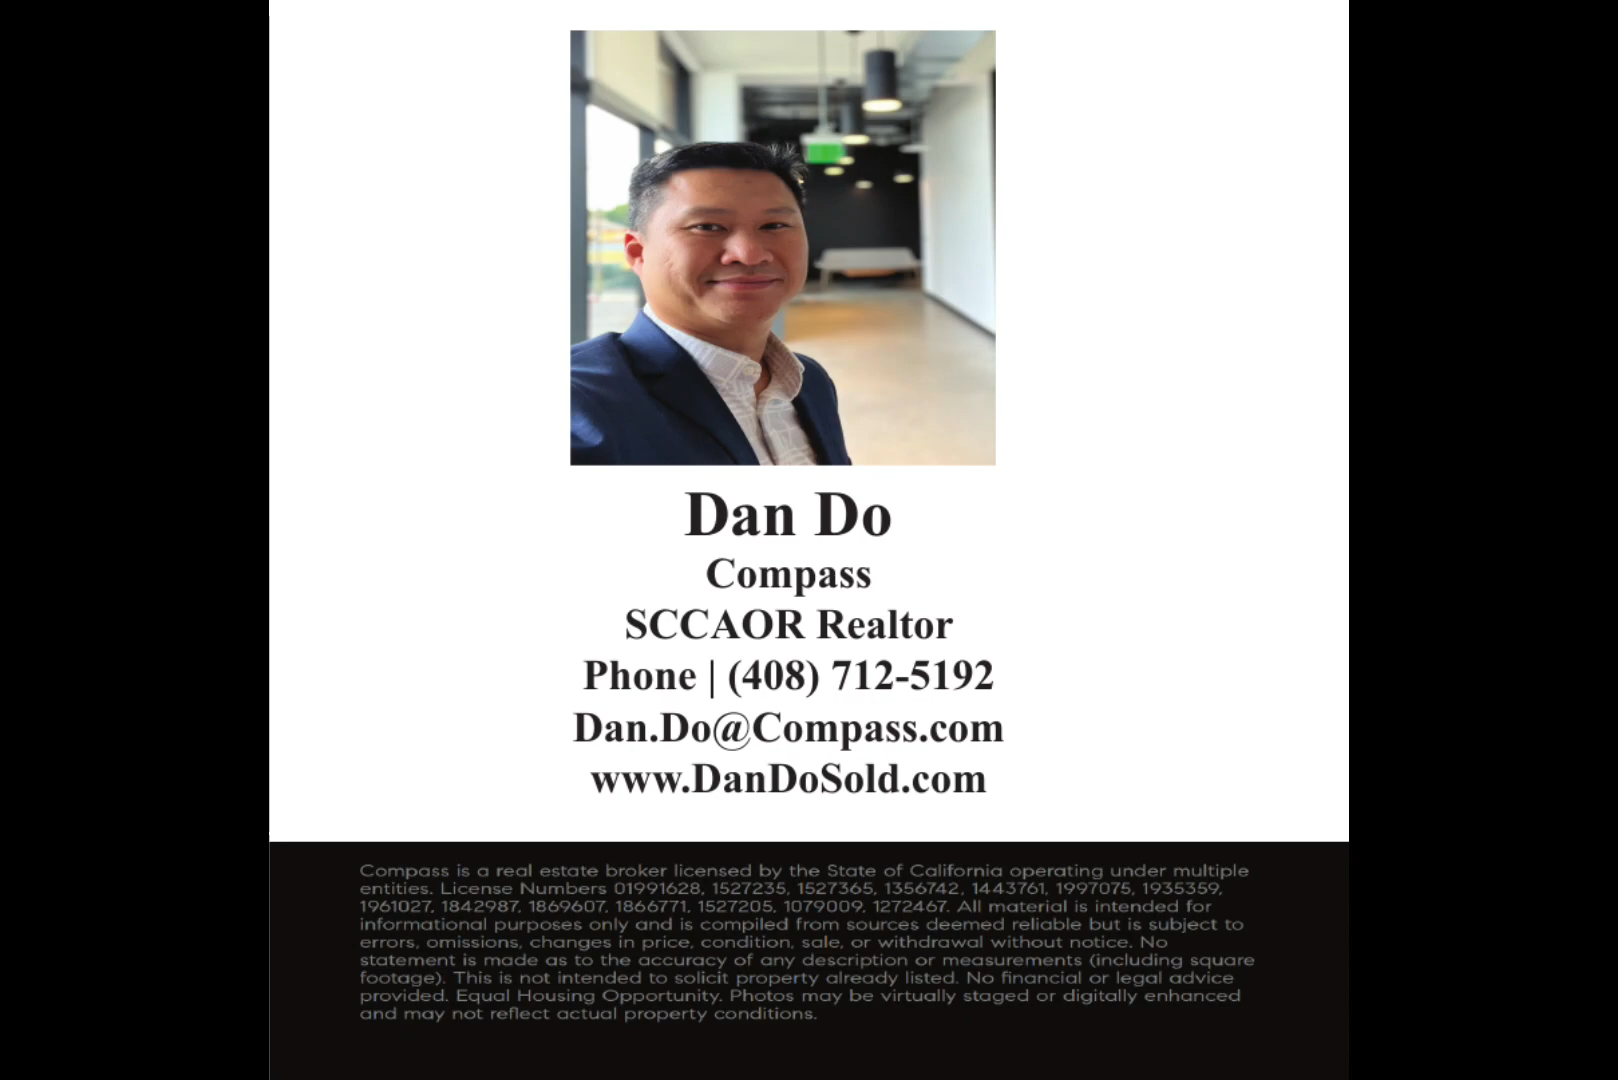 Dan Do
Compass
SCCAOR Realtor
Phone | (408) 712-5192
Dan.Do@Compass.com
www.DanDoSold.com
Compass is a real estate broker licensed by the State of California operating under multiple
entities. License Numbers 01991628, 1527235, 1527365, 1356742, 1443761, 1997075, 1935359,
1961027, 1842987, 1869607, 1866771, 1527205, 1079009, 1272467. All material is intended for
informational purposes only and is compiled from sources deemed reliable but is subject to
errors, omissions, changes in price, condition, sale, or withdrawal without notice. No
statement is made as to the accuracy of any description or measurements (including square
footage). This is not intended to solicit property already listed. No financial or legal advice
provided. Equal Housing Opportunity. Photos may be virtually staged or digitally enhanced
and may not reflect actual property conditions.